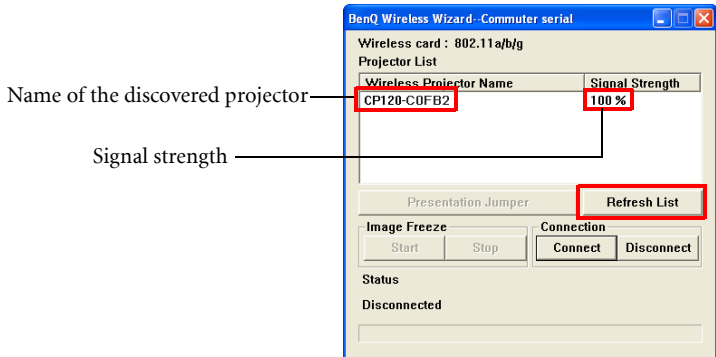 BenQ Wireless Wizard--Commuter serial
Wireless card : 802.11a/b/g
Projector List
Wireless Projector Name Signal Strength
Name of the discovered projector CP120-C0FB2 100 %
Signal strength
Presentation Jumper Refresh List
Image Freeze Connection
Start Stop Connect Disconnect
Status
Disconnected